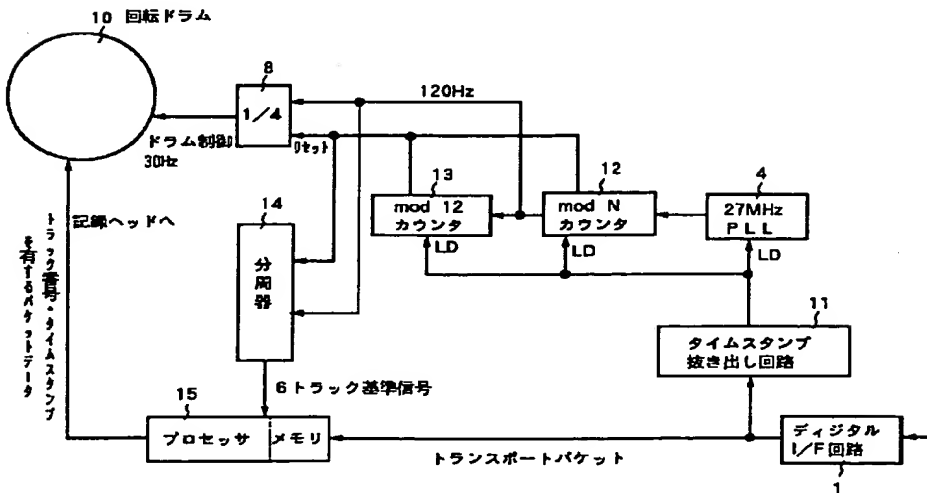 10 回転ドラム
8
1/4
120Hz
ドラム制御
30Hz
リセット
13
mod 12
カウンタ
12
mod N
カウンタ
4
27MHz
PLL
LD
LD
LD
14
分周器
記録ヘッドへ
トラック番号・タイムスタンプ
を有するパケットデータ
11
タイムスタンプ
抜き出し回路
6トラック基準信号
15
プロセッサ
メモリ
トランスポートパケット
ディジタル
I/F回路
1